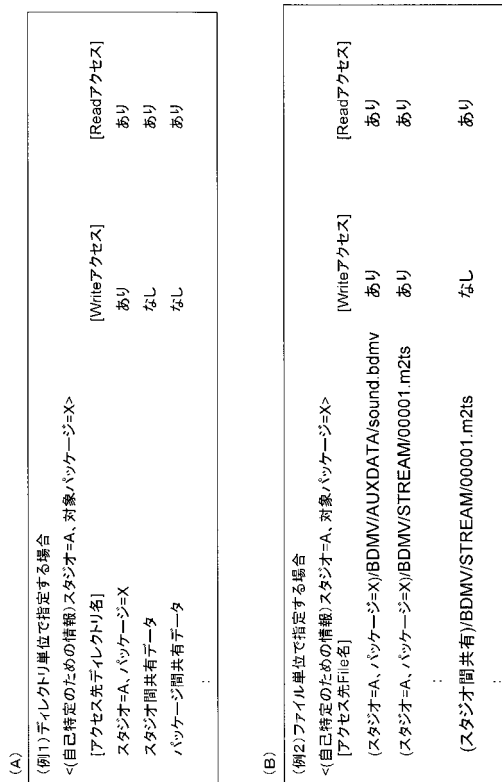 (A)
(例1)ディレクトリ単位で指定する場合
<(自己特定のための情報)スタジオ=A、対象パッケージ=X>
[アクセス先ディレクトリ名] [Writeアクセス] [Readアクセス]
スタジオ=A、パッケージ=X あり あり
スタジオ間共有データ なし あり
パッケージ間共有データ なし あり
:
(B)
(例2)ファイル単位で指定する場合
<(自己特定のための情報)スタジオ=A、対象パッケージ=X>
[アクセス先File名] [Writeアクセス] [Readアクセス]
(スタジオ=A、パッケージ=X)/BDMV/AUXDATA/sound.bdmv あり あり
(スタジオ=A、パッケージ=X)/BDMV/STREAM/00001.m2ts あり あり
:
(スタジオ間共有)/BDMV/STREAM/00001.m2ts なし あり
: